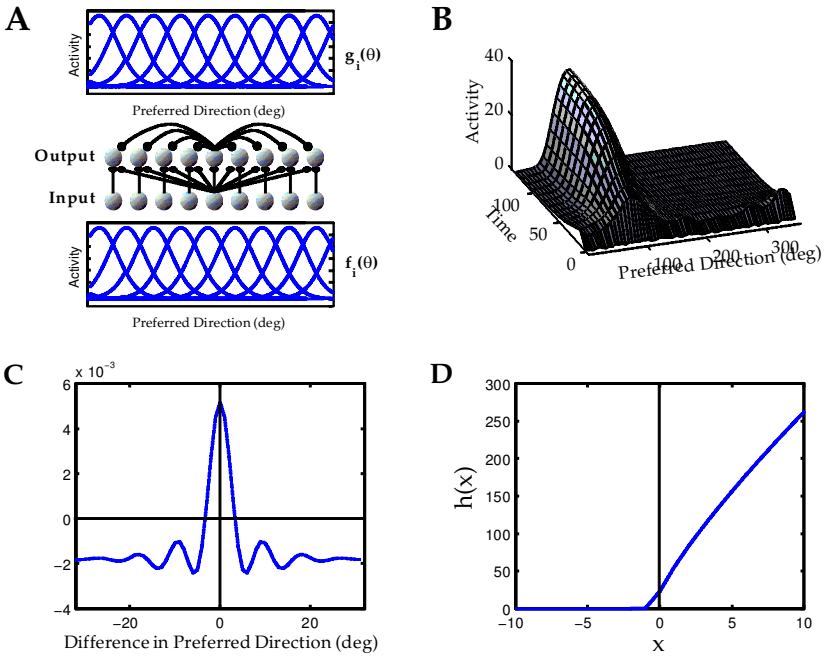 A
Activity
g_i(θ)
Preferred Direction (deg)
Output
Input
Activity
f_i(θ)
Preferred Direction (deg)
B
Activity
40
20
0
Time
100
50
0
100
200
300
Preferred Direction (deg)
C
x 10⁻³
6
4
2
0
−2
−4
−20
0
20
Difference in Preferred Direction (deg)
D
h(x)
300
250
200
150
100
50
0
−10
−5
0
5
10
x